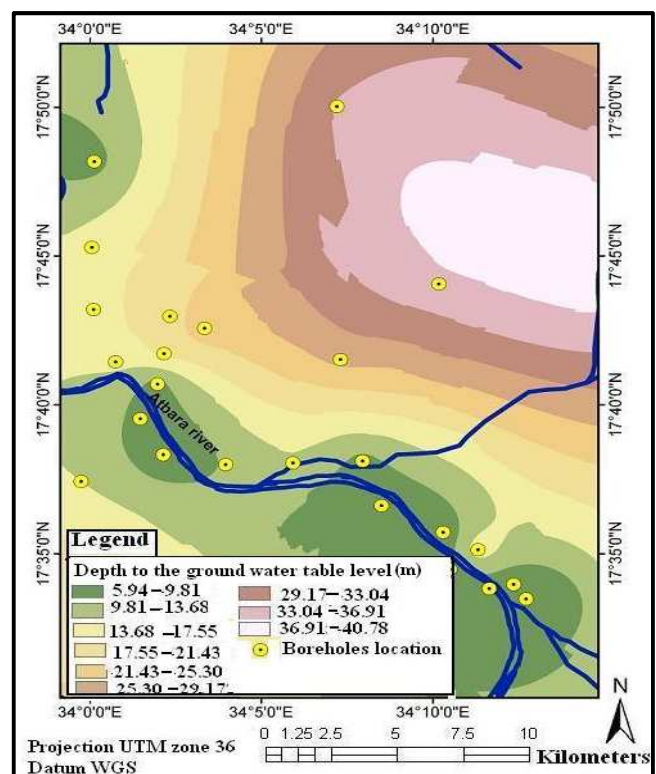 34°0'0"E 34°5'0"E 34°10'0"E
17°50'0"N 17°50'0"N
17°45'0"N 17°45'0"N
17°40'0"N 17°40'0"N
Atbara river
17°35'0"N 17°35'0"N
Legend
Depth to the ground water table level (m)
5.94–9.81 29.17–33.04
9.81–13.68 33.04–36.91
13.68–17.55 36.91–40.78
17.55–21.43 Boreholes location
21.43–25.30
25.30–29.17
34°0'0"E 34°5'0"E 34°10'0"E
N
0 1.25 2.5 5 7.5 10
Kilometers
Projection UTM zone 36
Datum WGS